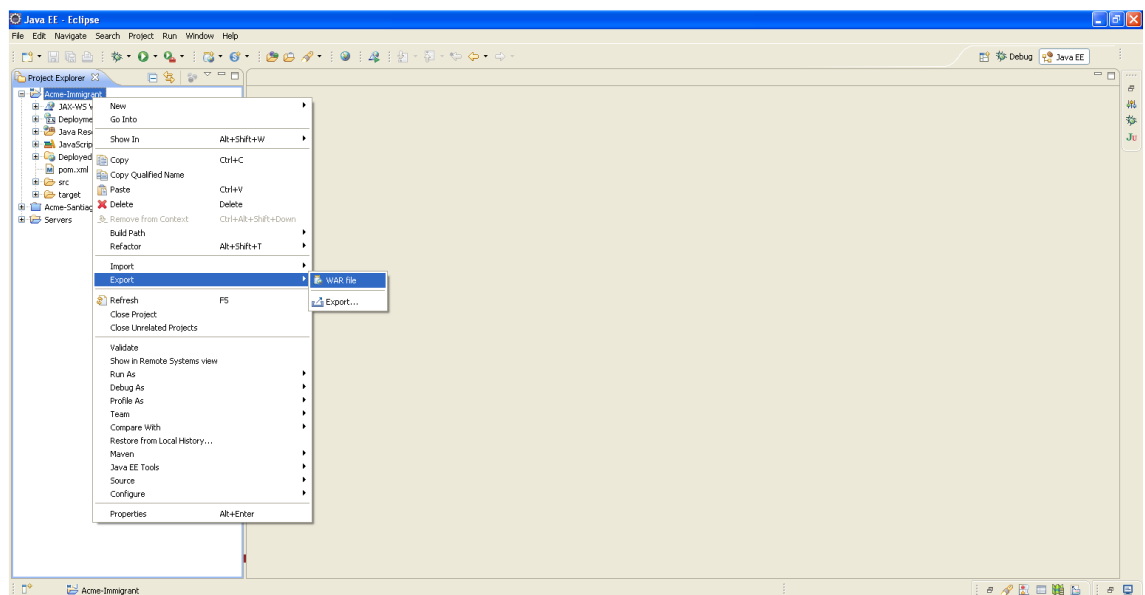 Java EE - Eclipse
File Edit Navigate Search Project Run Window Help
Debug Java EE
Project Explorer
Acme-Immigrant
JAX-WS
Deployme
Java Res
JavaScrip
Deployed
pom.xml
src
target
Acme-Santiag
Servers
New
Go Into
Show In Alt+Shift+W
Copy Ctrl+C
Copy Qualified Name
Paste Ctrl+V
Delete Delete
Remove from Context Ctrl+Alt+Shift+Down
Build Path
Refactor Alt+Shift+T
Import
Export
WAR file
Export...
Refresh F5
Close Project
Close Unrelated Projects
Validate
Show in Remote Systems view
Run As
Debug As
Profile As
Team
Compare With
Restore from Local History...
Maven
Java EE Tools
Source
Configure
Properties Alt+Enter
Ju
Acme-Immigrant